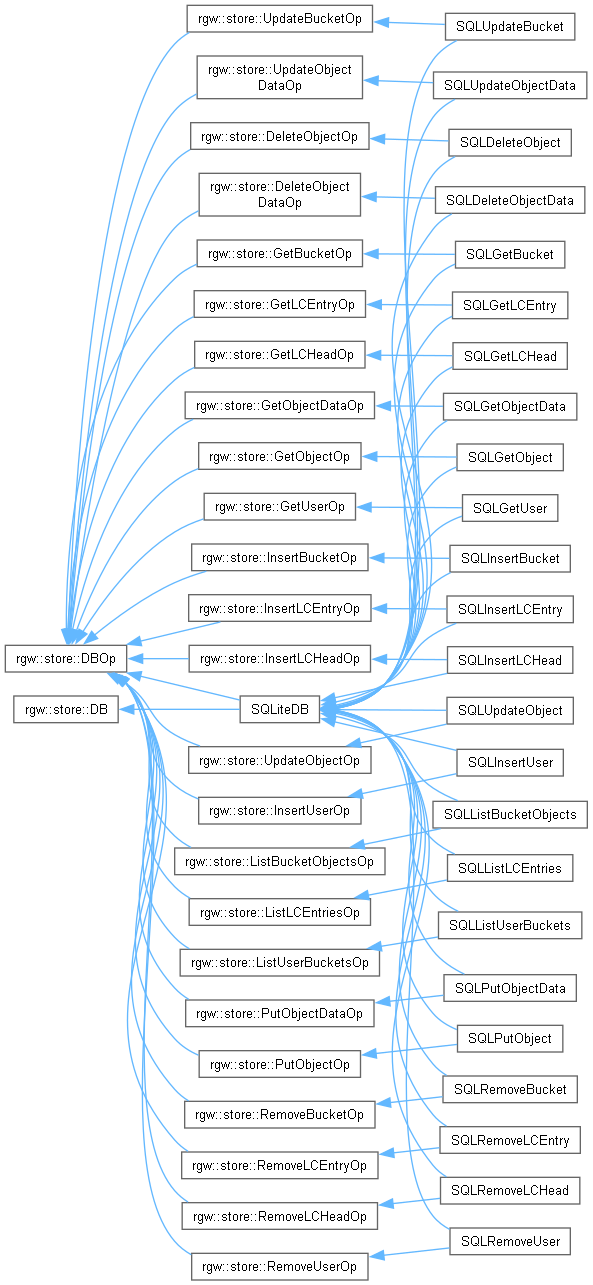 rgw::store::UpdateBucketOp
SQLUpdateBucket
rgw::store::UpdateObject
DataOp
SQLUpdateObjectData
rgw::store::DeleteObjectOp
SQLDeleteObject
rgw::store::DeleteObject
DataOp
SQLDeleteObjectData
rgw::store::GetBucketOp
SQLGetBucket
rgw::store::GetLCEntryOp
SQLGetLCEntry
rgw::store::GetLCHeadOp
SQLGetLCHead
rgw::store::GetObjectDataOp
SQLGetObjectData
rgw::store::GetObjectOp
SQLGetObject
rgw::store::GetUserOp
SQLGetUser
rgw::store::InsertBucketOp
SQLInsertBucket
rgw::store::InsertLCEntryOp
SQLInsertLCEntry
rgw::store::DBOp
rgw::store::InsertLCHeadOp
SQLInsertLCHead
rgw::store::DB
SQLiteDB
SQLUpdateObject
rgw::store::UpdateObjectOp
SQLInsertUser
rgw::store::InsertUserOp
SQLListBucketObjects
rgw::store::ListBucketObjectsOp
SQLListLCEntries
rgw::store::ListLCEntriesOp
SQLListUserBuckets
rgw::store::ListUserBucketsOp
SQLPutObjectData
rgw::store::PutObjectDataOp
SQLPutObject
rgw::store::PutObjectOp
SQLRemoveBucket
rgw::store::RemoveBucketOp
SQLRemoveLCEntry
rgw::store::RemoveLCEntryOp
SQLRemoveLCHead
rgw::store::RemoveLCHeadOp
SQLRemoveUser
rgw::store::RemoveUserOp